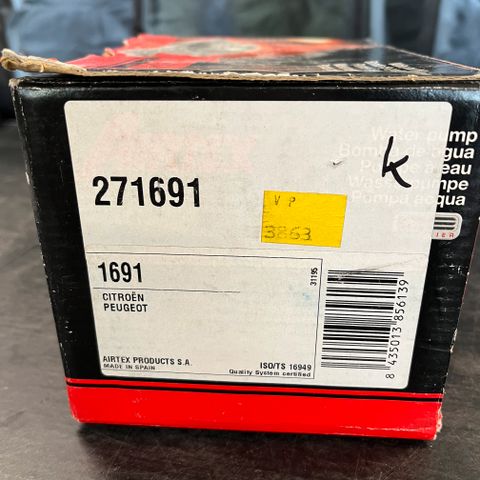 Water pump
Bomba de agua
Pompe à eau
Wasserpumpe
Pompa acqua
K
271691
V P
3863
1691
CITROËN
PEUGEOT
31195
AIRTEX PRODUCTS S.A.
MADE IN SPAIN
ISO/TS 16949
Quality System certified
8 435013 856139